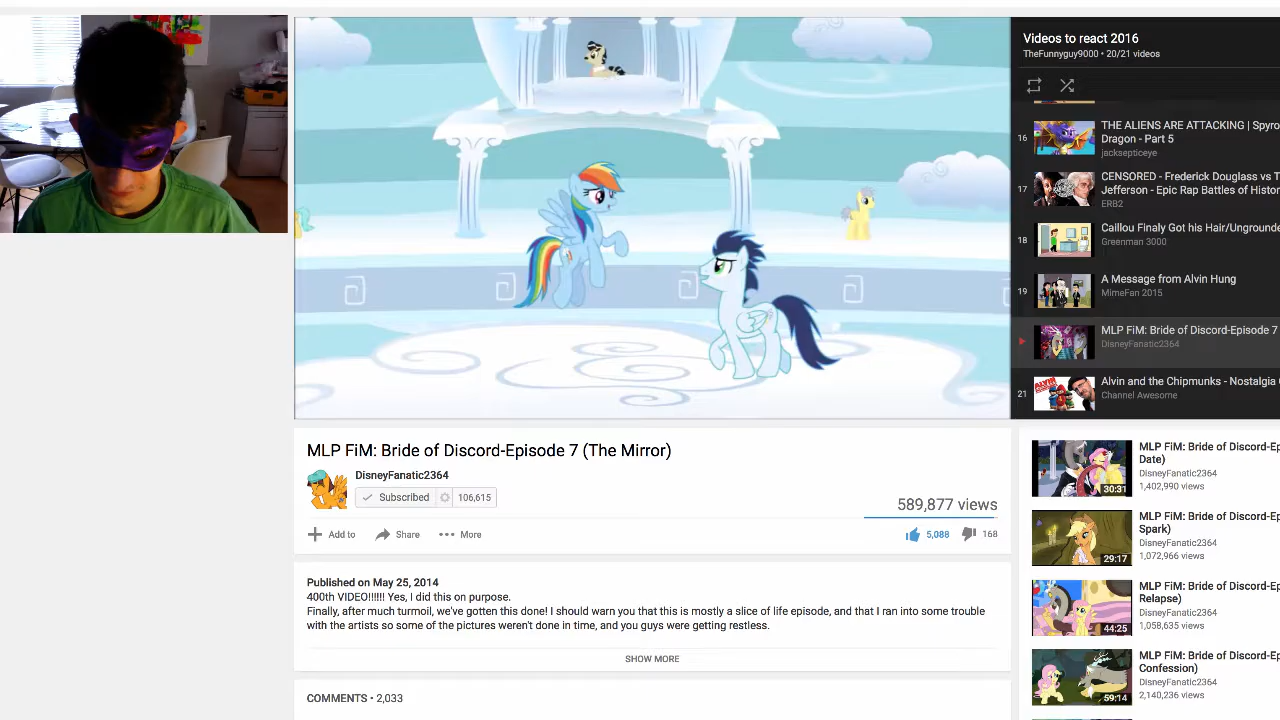 Videos to react 2016
TheFunnyguy9000 • 20/21 videos
16
THE ALIENS ARE ATTACKING | Spyro
Dragon - Part 5
jacksepticeye
17
CENSORED - Frederick Douglass vs T
Jefferson - Epic Rap Battles of Histor
ERB2
18
Caillou Finaly Got his Hair/Ungrounde
Greenman 3000
19
A Message from Alvin Hung
MimeFan 2015
MLP FiM: Bride of Discord-Episode 7
DisneyFanatic2364
21
Alvin and the Chipmunks - Nostalgia C
Channel Awesome
MLP FiM: Bride of Discord-Episode 7 (The Mirror)
DisneyFanatic2364
Subscribed 106,615
589,877 views
Add to Share More
5,088 168
Published on May 25, 2014
400th VIDEO!!!!!! Yes, I did this on purpose.
Finally, after much turmoil, we've gotten this done! I should warn you that this is mostly a slice of life episode, and that I ran into some trouble
with the artists so some of the pictures weren't done in time, and you guys were getting restless.
SHOW MORE
COMMENTS • 2,033
MLP FiM: Bride of Discord-Ep
Date)
DisneyFanatic2364
1,402,990 views
30:31
MLP FiM: Bride of Discord-Ep
Spark)
DisneyFanatic2364
1,072,966 views
29:17
MLP FiM: Bride of Discord-Ep
Relapse)
DisneyFanatic2364
1,058,635 views
44:25
MLP FiM: Bride of Discord-Ep
Confession)
DisneyFanatic2364
2,140,236 views
59:14